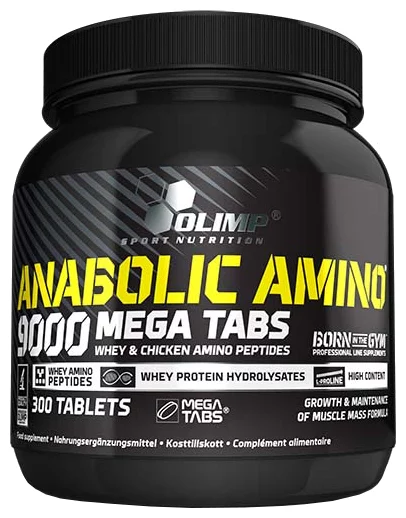 OLIMP®
SPORT NUTRITION
ANABOLIC AMINO
9000 MEGA TABS
WHEY & CHICKEN AMINO PEPTIDES
BORN IN THE GYM™
PROFESSIONAL LINE SUPPLEMENTS
WHEY AMINO PEPTIDES
WHEY PROTEIN HYDROLYSATES
L-PROLINE
HIGH CONTENT
300 TABLETS
MEGA TABS®
GROWTH & MAINTENANCE
OF MUSCLE MASS FORMULA
Food supplement • Nahrungsergänzungsmittel • Kosttillskott • Complément alimentaire